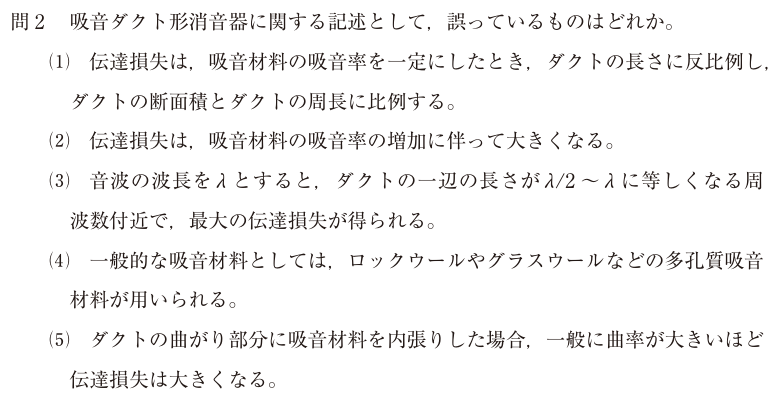 問2 吸音ダクト形消音器に関する記述として，誤っているものはどれか。
(1) 伝達損失は，吸音材料の吸音率を一定にしたとき，ダクトの長さに反比例し，
ダクトの断面積とダクトの周長に比例する。
(2) 伝達損失は，吸音材料の吸音率の増加に伴って大きくなる。
(3) 音波の波長をλとすると，ダクトの一辺の長さがλ/2～λに等しくなる周
波数付近で，最大の伝達損失が得られる。
(4) 一般的な吸音材料としては，ロックウールやグラスウールなどの多孔質吸音
材料が用いられる。
(5) ダクトの曲がり部分に吸音材料を内張りした場合，一般に曲率が大きいほど
伝達損失は大きくなる。